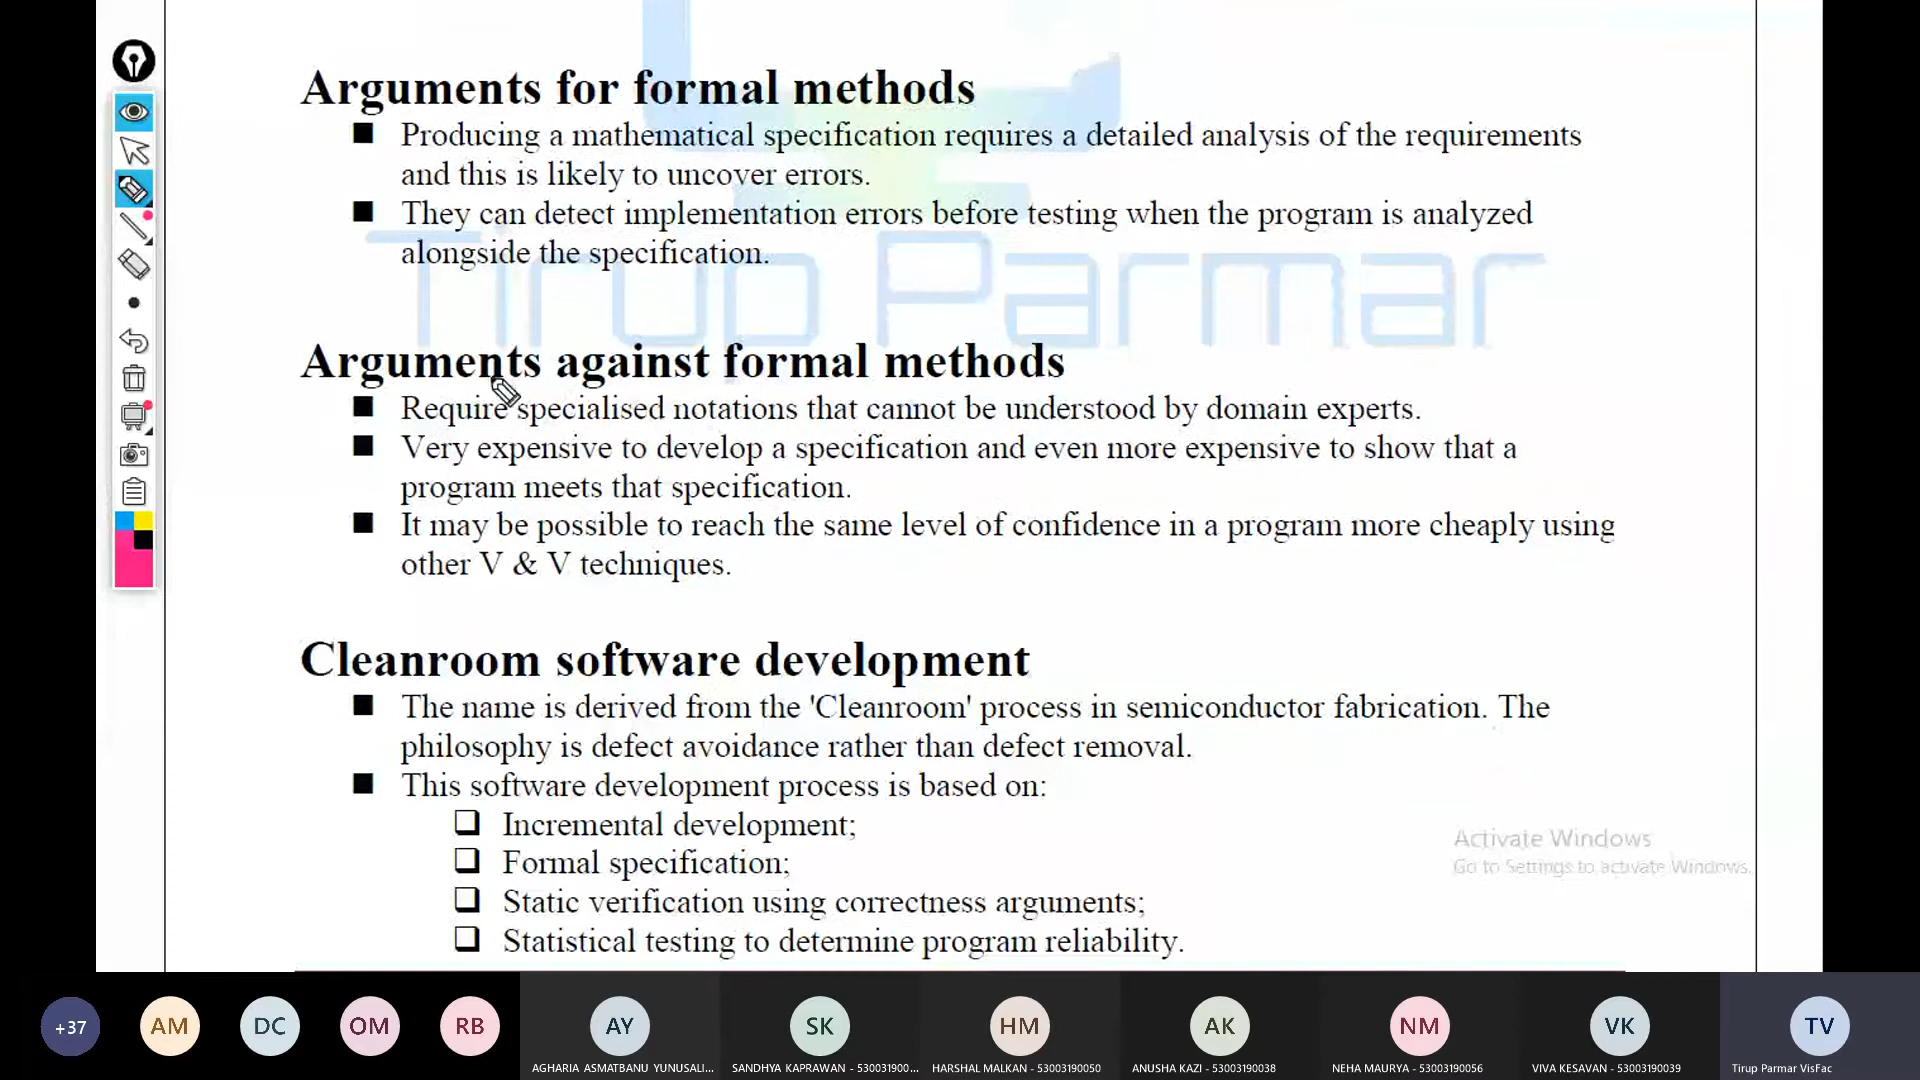 Arguments for formal methods
Producing a mathematical specification requires a detailed analysis of the requirements
and this is likely to uncover errors.
They can detect implementation errors before testing when the program is analyzed
alongside the specification.
Tirup Parmar
Arguments against formal methods
Require specialised notations that cannot be understood by domain experts.
Very expensive to develop a specification and even more expensive to show that a
program meets that specification.
It may be possible to reach the same level of confidence in a program more cheaply using
other V & V techniques.
Cleanroom software development
The name is derived from the 'Cleanroom' process in semiconductor fabrication. The
philosophy is defect avoidance rather than defect removal.
This software development process is based on:
Incremental development;
Formal specification;
Static verification using correctness arguments;
Statistical testing to determine program reliability.
Activate Windows
Go to Settings to activate Windows.
+37 AM DC OM RB AY SK HM AK NM VK TV
AGHARIA ASMATBANU YUNUSALI... SANDHYA KAPRAWAN - 530031900... HARSHAL MALKAN - 53003190050 ANUSHA KAZI - 53003190038 NEHA MAURYA - 53003190056 VIVA KESAVAN - 53003190039 Tirup Parmar VisFac